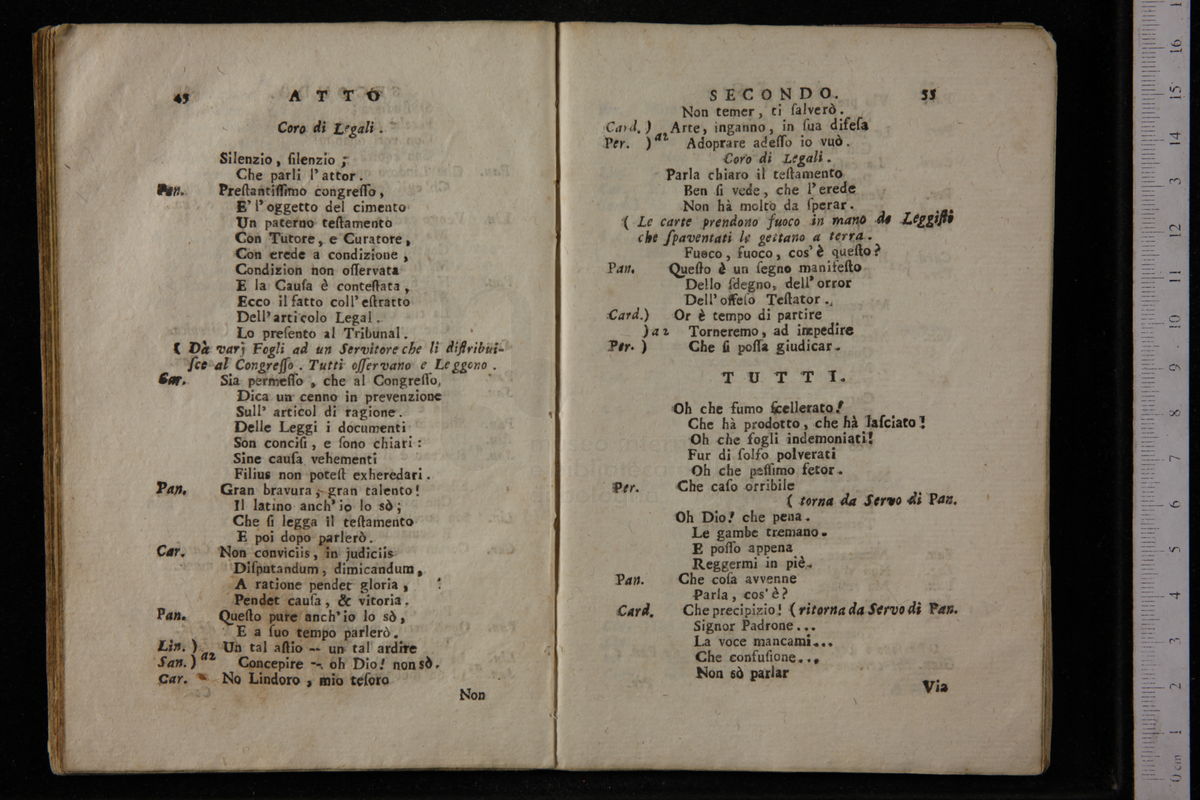 45 ATTO
Coro di Legali.
Silenzio, ſilenzio;
Che parli l'attor.
Pan. Preſtantiſſimo congreſſo,
E' l'oggetto del cimento
Un paterno teſtamento
Con Tutore, e Curatore,
Con erede a condizione,
Condizion non oſſervata
E la Cauſa è conteſtata,
Ecco il fatto coll' eſtratto
Dell'articolo Legal.
Lo preſento al Tribunal.
( Dà varj Fogli ad un Servitore che li diſtribui-
ſce al Congreſſo. Tutti oſſervano e Leggono.
Car. Sia permeſſo, che al Congreſſo,
Dica un cenno in prevenzione
Sull' articol di ragione.
Delle Leggi i documenti
Son conciſi, e ſono chiari:
Sine cauſa vehementi
Filius non poteſt exheredari.
Pan. Gran bravura, gran talento!
Il latino anch'io lo sò;
Che ſi legga il teſtamento
E poi dopo parlerò.
Car. Non conviciis, in judiciis
Diſputandum, dimicandum,
A ratione pendet gloria,
Pendet cauſa, & vitoria.
Pan. Queſto pure anch'io lo sò,
E a ſuo tempo parlerò.
Lin. ) Un tal aſtio -- un tal ardire
San. ) a2 Concepire -- oh Dio! non sò.
Car. No Lindoro, mio teſoro
Non
SECONDO. 55
Non temer, ti ſalverò.
Card. ) a2 Arte, inganno, in ſua difeſa
Per. ) Adoprare adeſſo io vuò.
Coro di Legali.
Parla chiaro il teſtamento
Ben ſi vede, che l'erede
Non hà molto da ſperar.
( Le carte prendono fuoco in mano de Leggiſti
che ſpaventati le gettano a terra.
Fuoco, fuoco, cos'è queſto?
Pan. Queſto è un ſegno manifeſto
Dello ſdegno, dell'orror
Dell'offeſo Teſtator.
Card.) Or è tempo di partire
) a2 Torneremo, ad impedire
Per. ) Che ſi poſſa giudicar.
TUTTI.
Oh che fumo ſcellerato!
Che hà prodotto, che hà laſciato!
Oh che fogli indemoniati!
Fur di ſolfo polverati
Oh che peſſimo fetor.
Per. Che caſo orribile
( torna da Servo di Pan.
Oh Dio! che pena.
Le gambe tremano.
E poſſo appena
Reggermi in piè.
Pan. Che coſa avvenne
Parla, cos'è?
Card. Che precipizio! (ritorna da Servo di Pan.
Signor Padrone...
La voce mancami...
Che confuſione...
Non sò parlar
Via